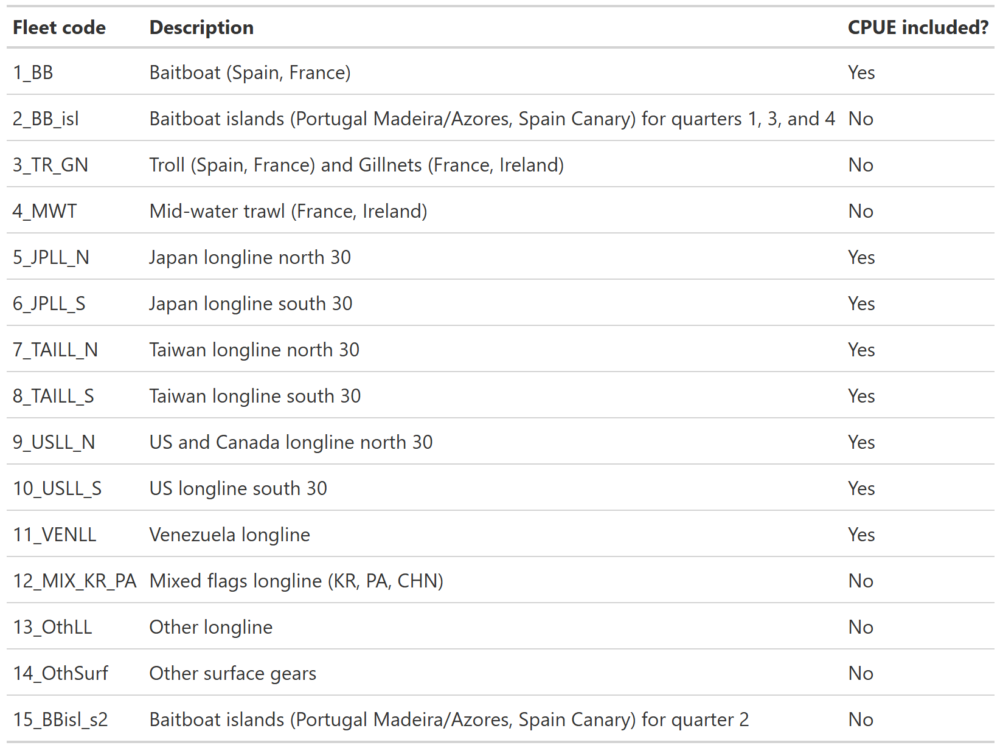 Fleet code Description CPUE included?
1_BB Baitboat (Spain, France) Yes
2_BB_isl Baitboat islands (Portugal Madeira/Azores, Spain Canary) for quarters 1, 3, and 4 No
3_TR_GN Troll (Spain, France) and Gillnets (France, Ireland) No
4_MWT Mid-water trawl (France, Ireland) No
5_JPLL_N Japan longline north 30 Yes
6_JPLL_S Japan longline south 30 Yes
7_TAILL_N Taiwan longline north 30 Yes
8_TAILL_S Taiwan longline south 30 Yes
9_USLL_N US and Canada longline north 30 Yes
10_USLL_S US longline south 30 Yes
11_VENLL Venezuela longline Yes
12_MIX_KR_PA Mixed flags longline (KR, PA, CHN) No
13_OthLL Other longline No
14_OthSurf Other surface gears No
15_BBisl_s2 Baitboat islands (Portugal Madeira/Azores, Spain Canary) for quarter 2 No